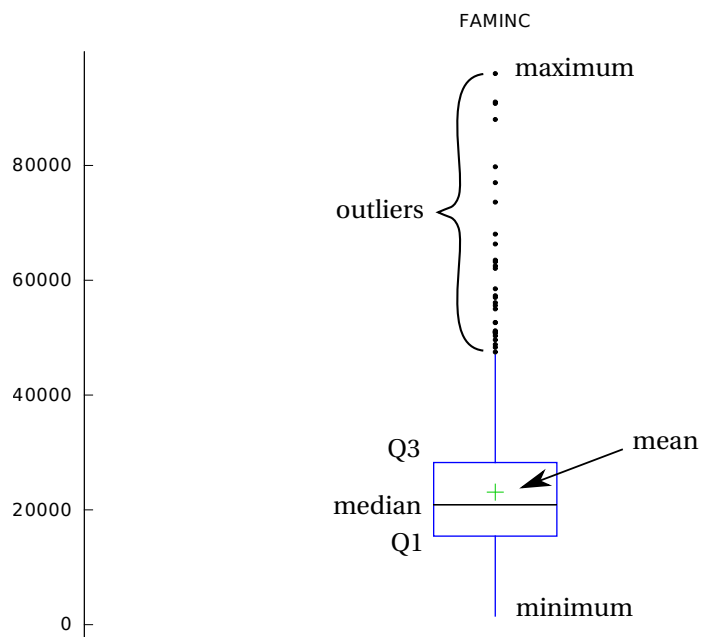 FAMINC
maximum
80000
outliers
60000
40000
mean
Q3
20000
median
Q1
minimum
0